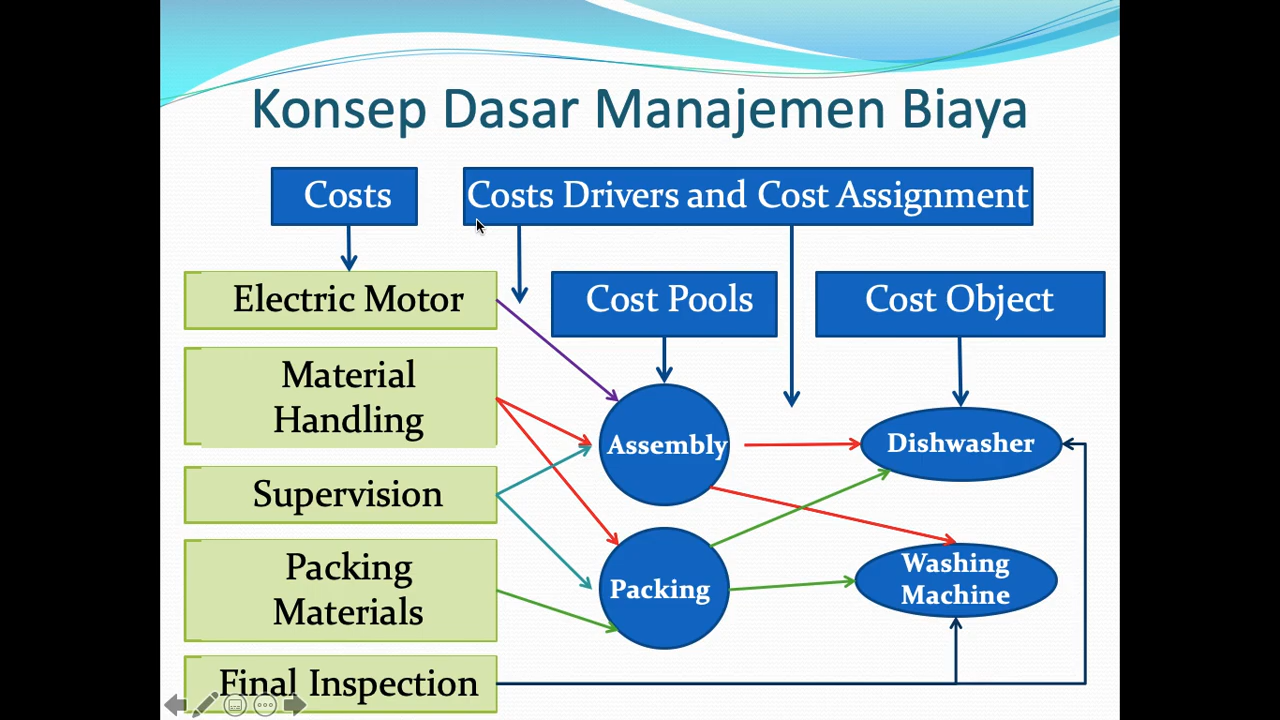 Konsep Dasar Manajemen Biaya
Costs
Costs Drivers and Cost Assignment
Electric Motor
Cost Pools
Cost Object
Material
Handling
Assembly
Dishwasher
Supervision
Packing
Materials
Packing
Washing
Machine
Final Inspection